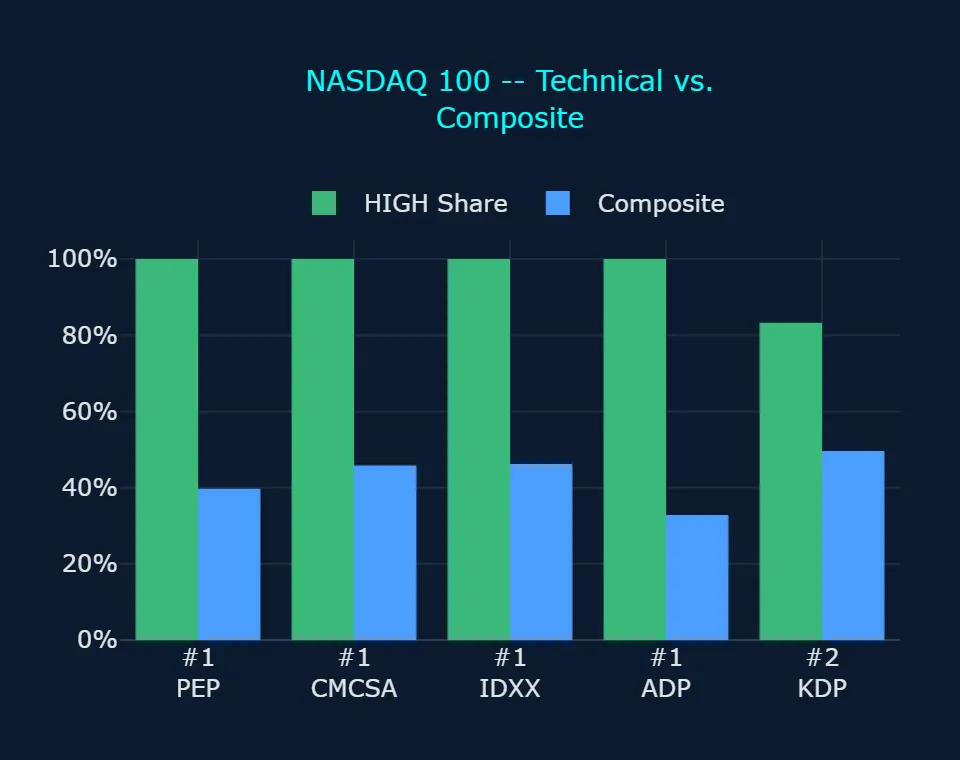 NASDAQ 100 -- Technical vs.
Composite
HIGH Share
Composite
100%
80%
60%
40%
20%
0%
#1
PEP
#1
CMCSA
#1
IDXX
#1
ADP
#2
KDP